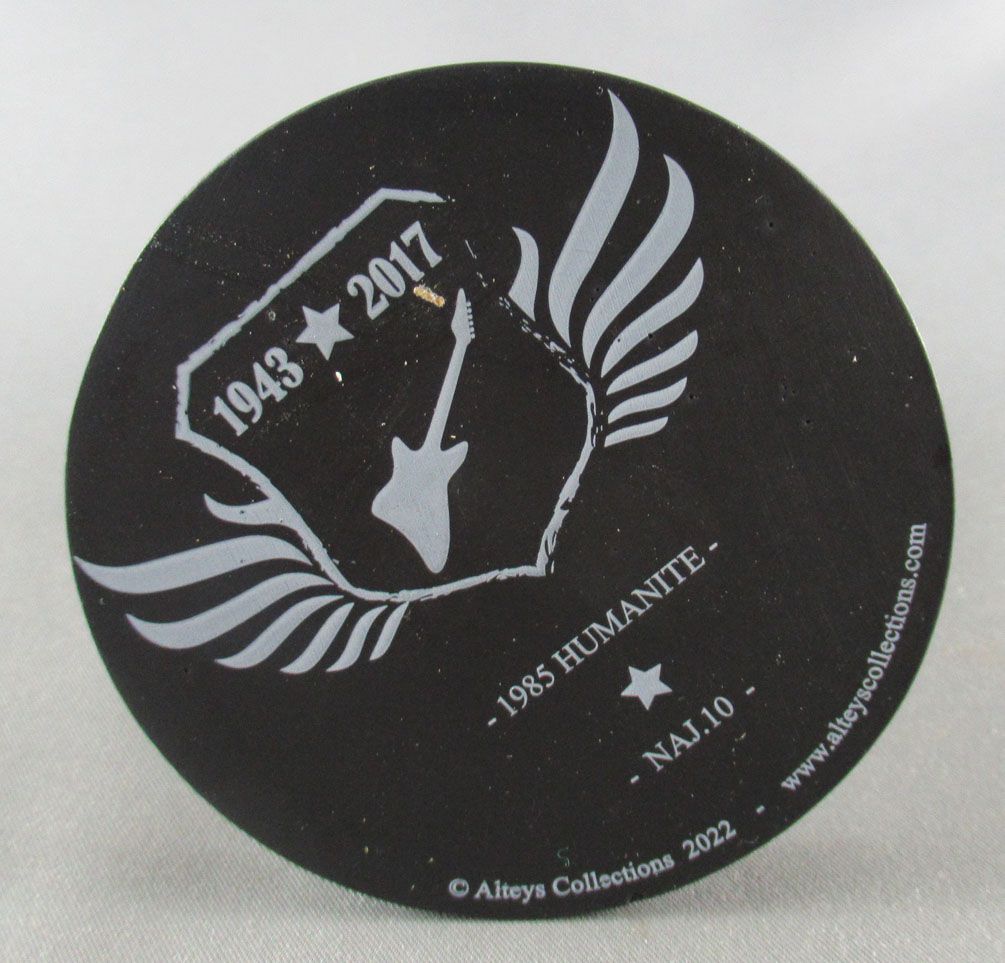 1943 ★ 2017
- 1985 HUMANITE -
★
- NAJ.10 -
© Alteys Collections 2022 - www.alteyscollections.com